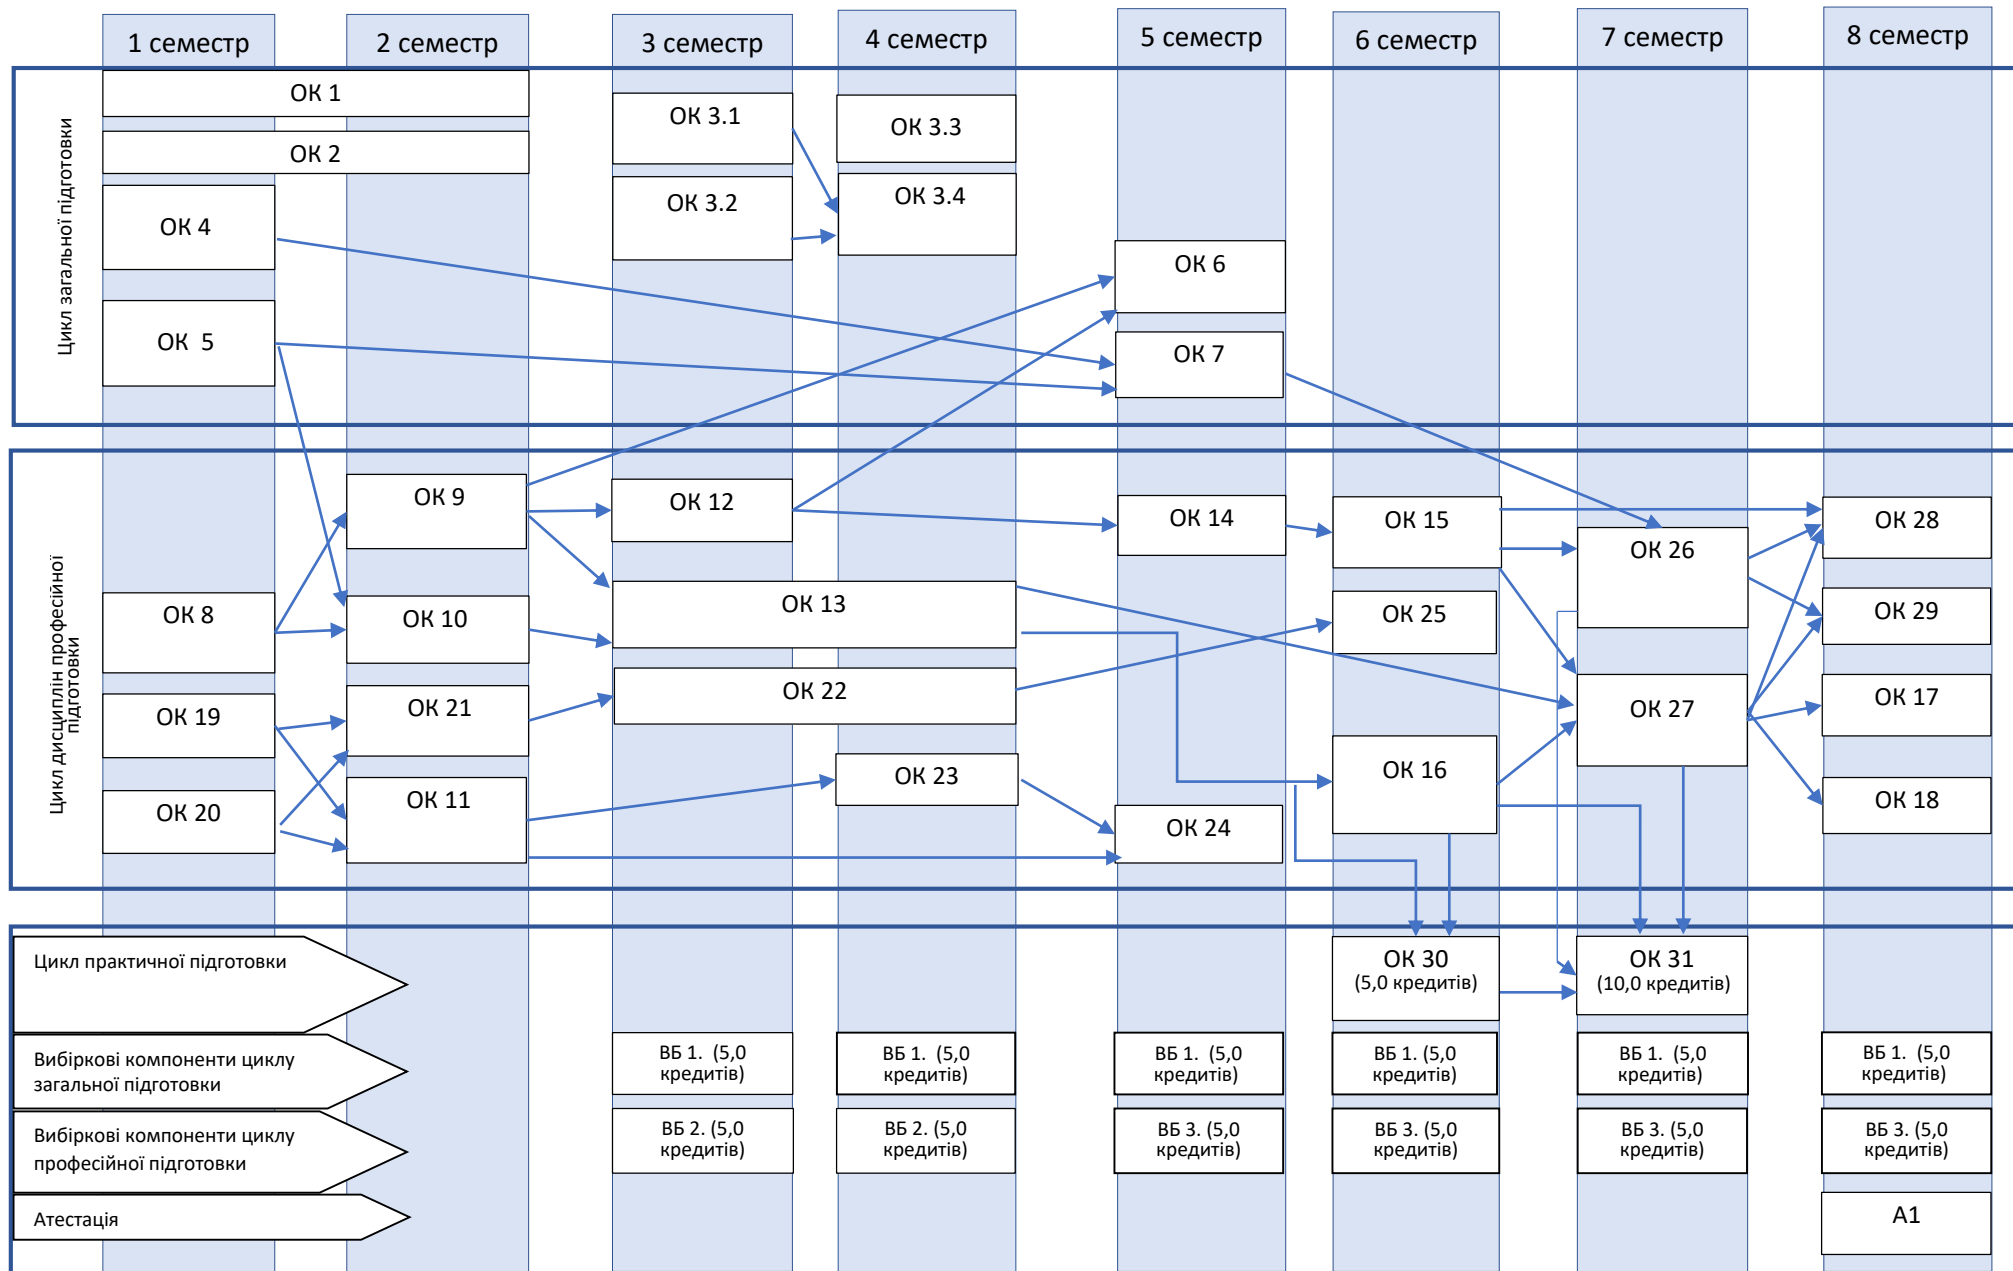 1 семестр
2 семестр
3 семестр
4 семестр
5 семестр
6 семестр
7 семестр
8 семестр
Цикл загальної підготовки
ОК 1
ОК 2
ОК 3.1
ОК 3.3
ОК 3.2
ОК 3.4
ОК 4
ОК 5
ОК 6
ОК 7
Цикл дисциплін професійної
підготовки
ОК 9
ОК 12
ОК 14
ОК 15
ОК 28
ОК 26
ОК 8
ОК 10
ОК 13
ОК 25
ОК 29
ОК 19
ОК 21
ОК 22
ОК 27
ОК 17
ОК 20
ОК 11
ОК 23
ОК 16
ОК 24
ОК 18
Цикл практичної підготовки
ОК 30
(5,0 кредитів)
ОК 31
(10,0 кредитів)
Вибіркові компоненти циклу
загальної підготовки
ВБ 1. (5,0
кредитів)
ВБ 1. (5,0
кредитів)
ВБ 1. (5,0
кредитів)
ВБ 1. (5,0
кредитів)
ВБ 1. (5,0
кредитів)
ВБ 1. (5,0
кредитів)
Вибіркові компоненти циклу
професійної підготовки
ВБ 2. (5,0
кредитів)
ВБ 2. (5,0
кредитів)
ВБ 3. (5,0
кредитів)
ВБ 3. (5,0
кредитів)
ВБ 3. (5,0
кредитів)
ВБ 3. (5,0
кредитів)
Атестація
А1